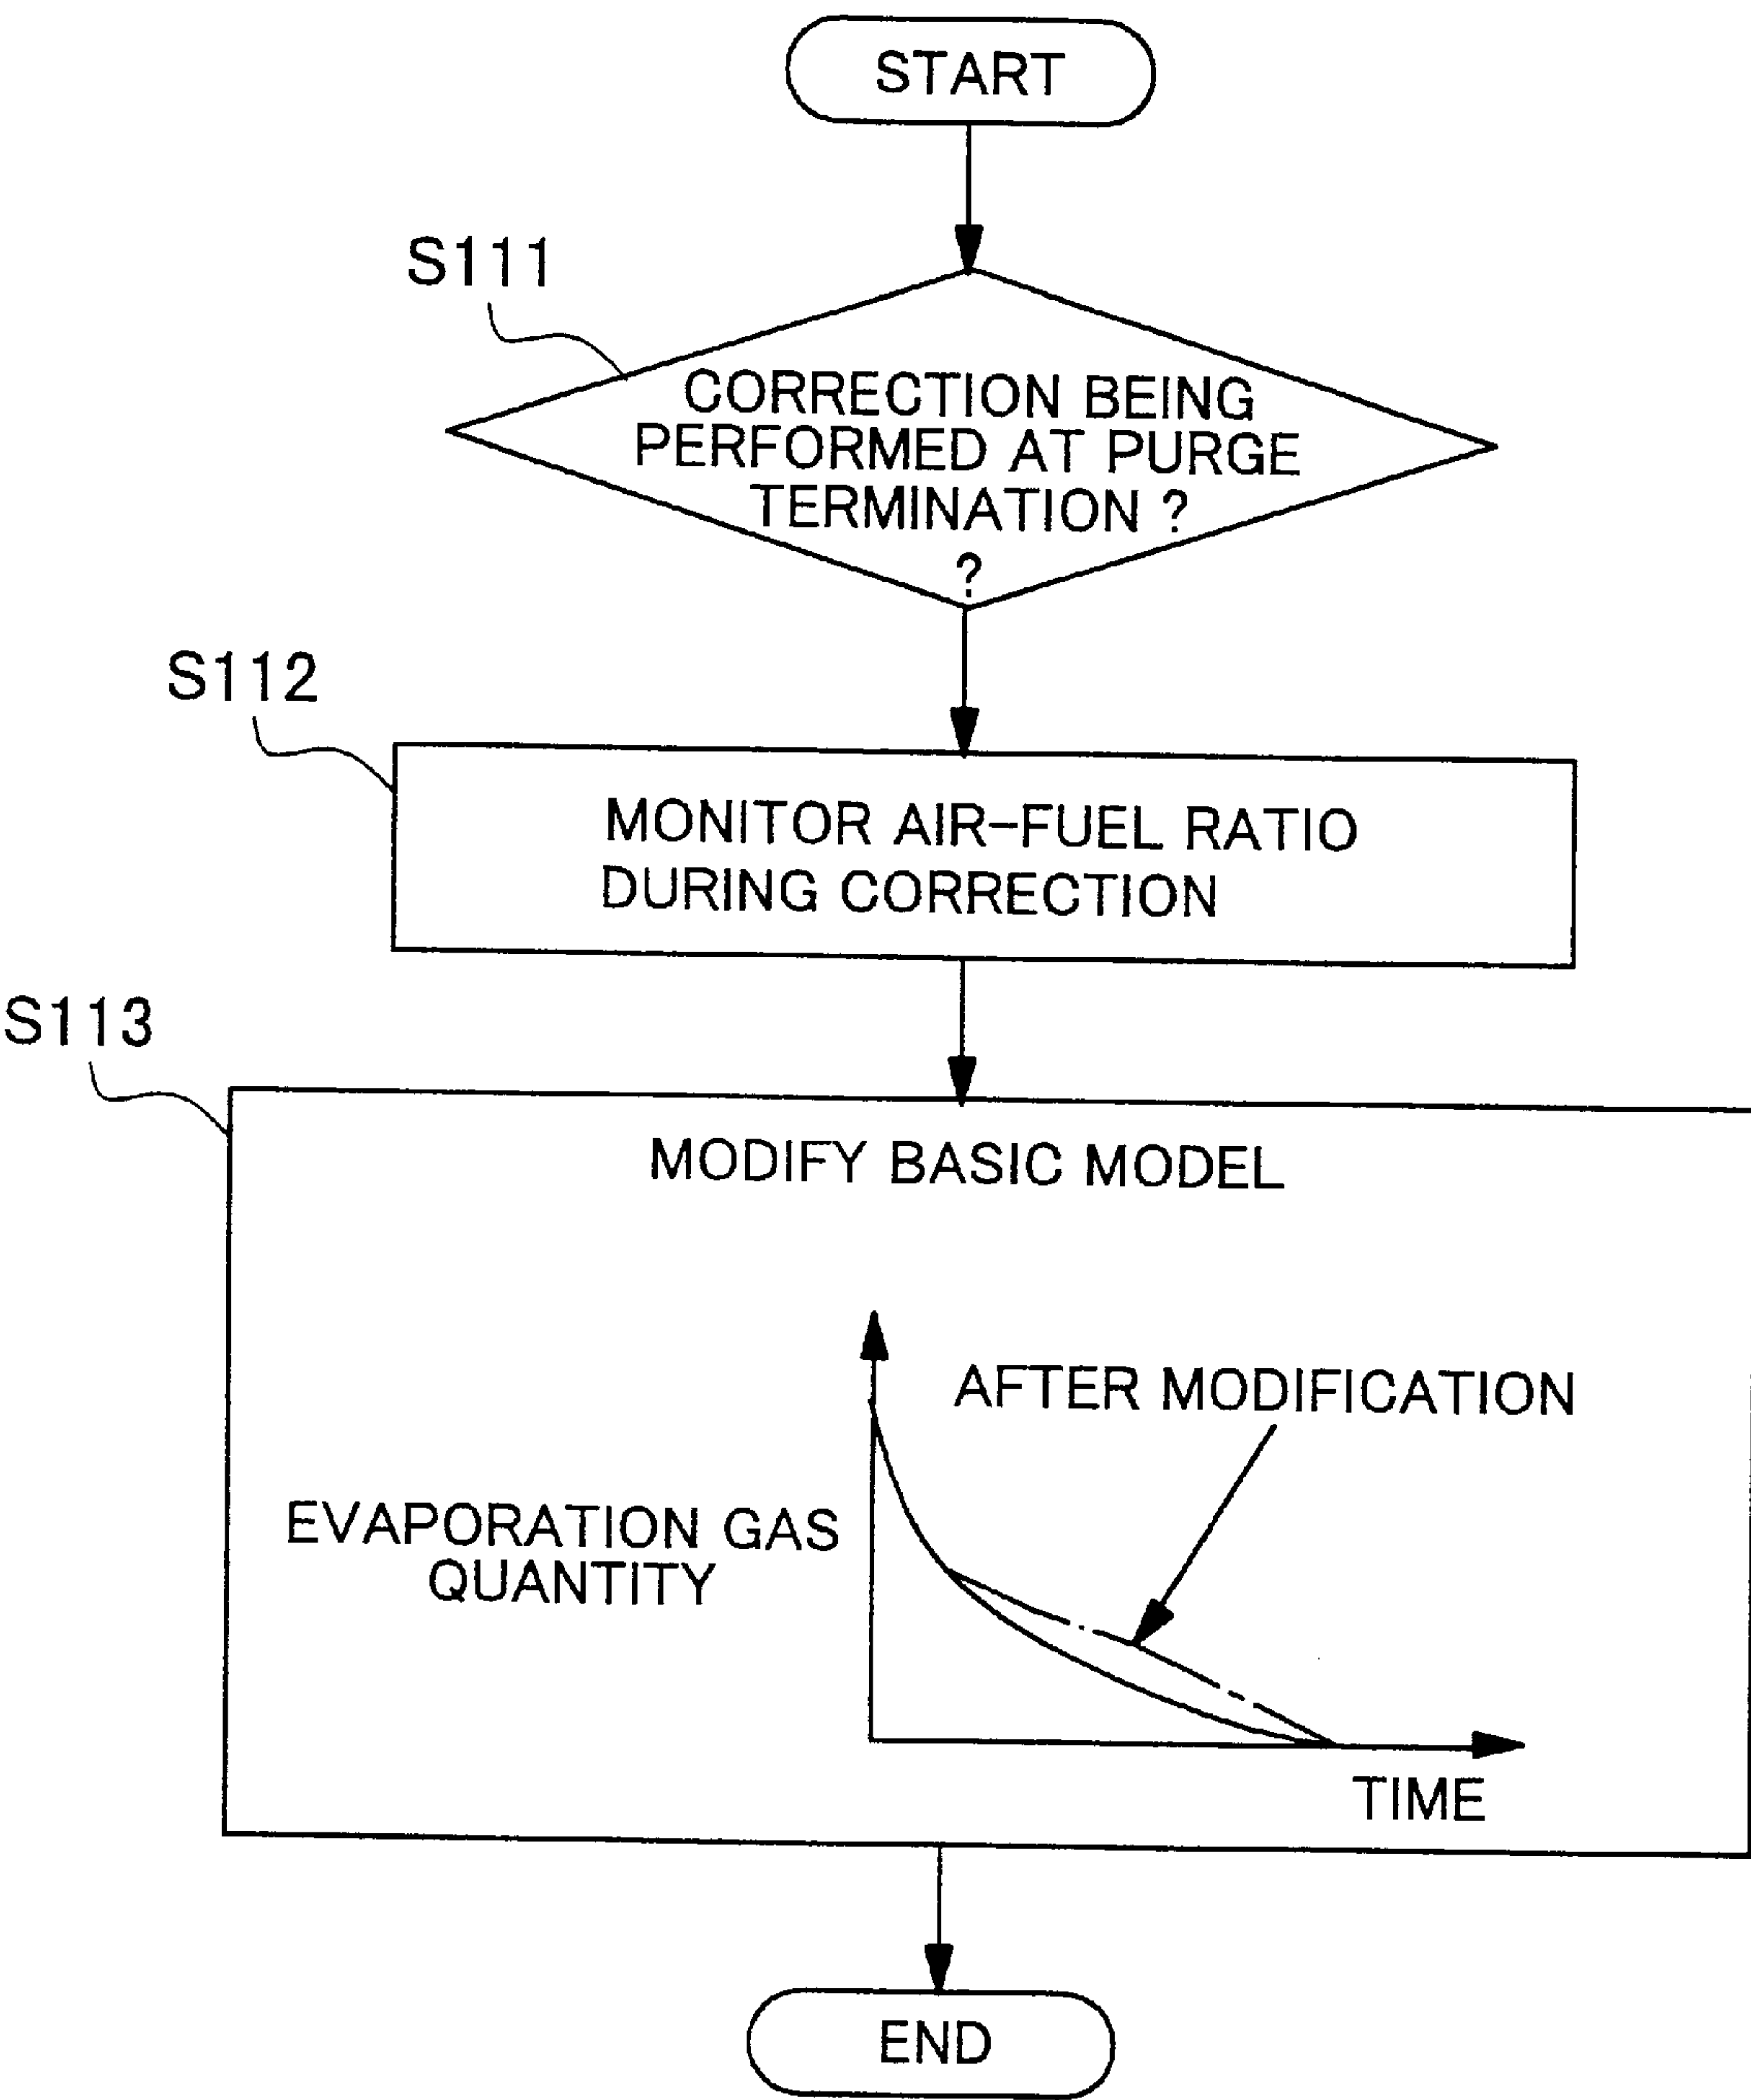 START
S111
CORRECTION BEING
PERFORMED AT PURGE
TERMINATION ?
?
S112
MONITOR AIR-FUEL RATIO
DURING CORRECTION
S113
MODIFY BASIC MODEL
AFTER MODIFICATION
EVAPORATION GAS
QUANTITY
TIME
END